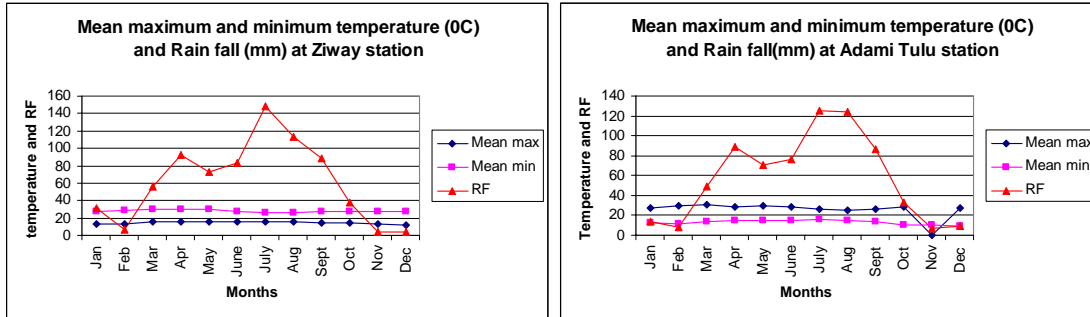 Mean maximum and minimum temperature (0C)
and Rain fall (mm) at Ziway station
temperature and RF
160
140
120
100
80
60
40
20
0
Jan
Feb
Mar
Apr
May
June
July
Aug
Sept
Oct
Nov
Dec
Months
Mean max
Mean min
RF
Mean maximum and minimum temperature (0C)
and Rain fall(mm) at Adami Tulu station
Temperature and RF
140
120
100
80
60
40
20
0
Jan
Feb
Mar
Apr
May
June
July
Aug
Sept
Oct
Nov
Dec
Months
Mean max
Mean min
RF